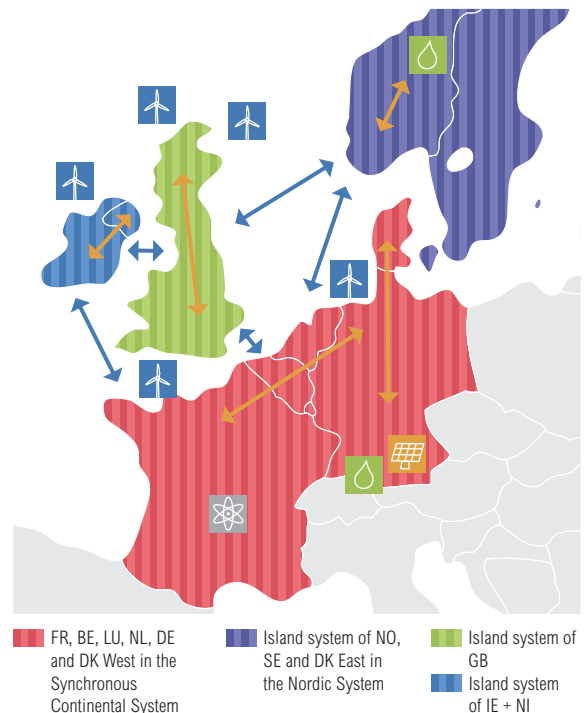 FR, BE, LU, NL, DE
and DK West in the
Synchronous
Continental System
Island system of NO,
SE and DK East in
the Nordic System
Island system of
GB
Island system
of IE + NI